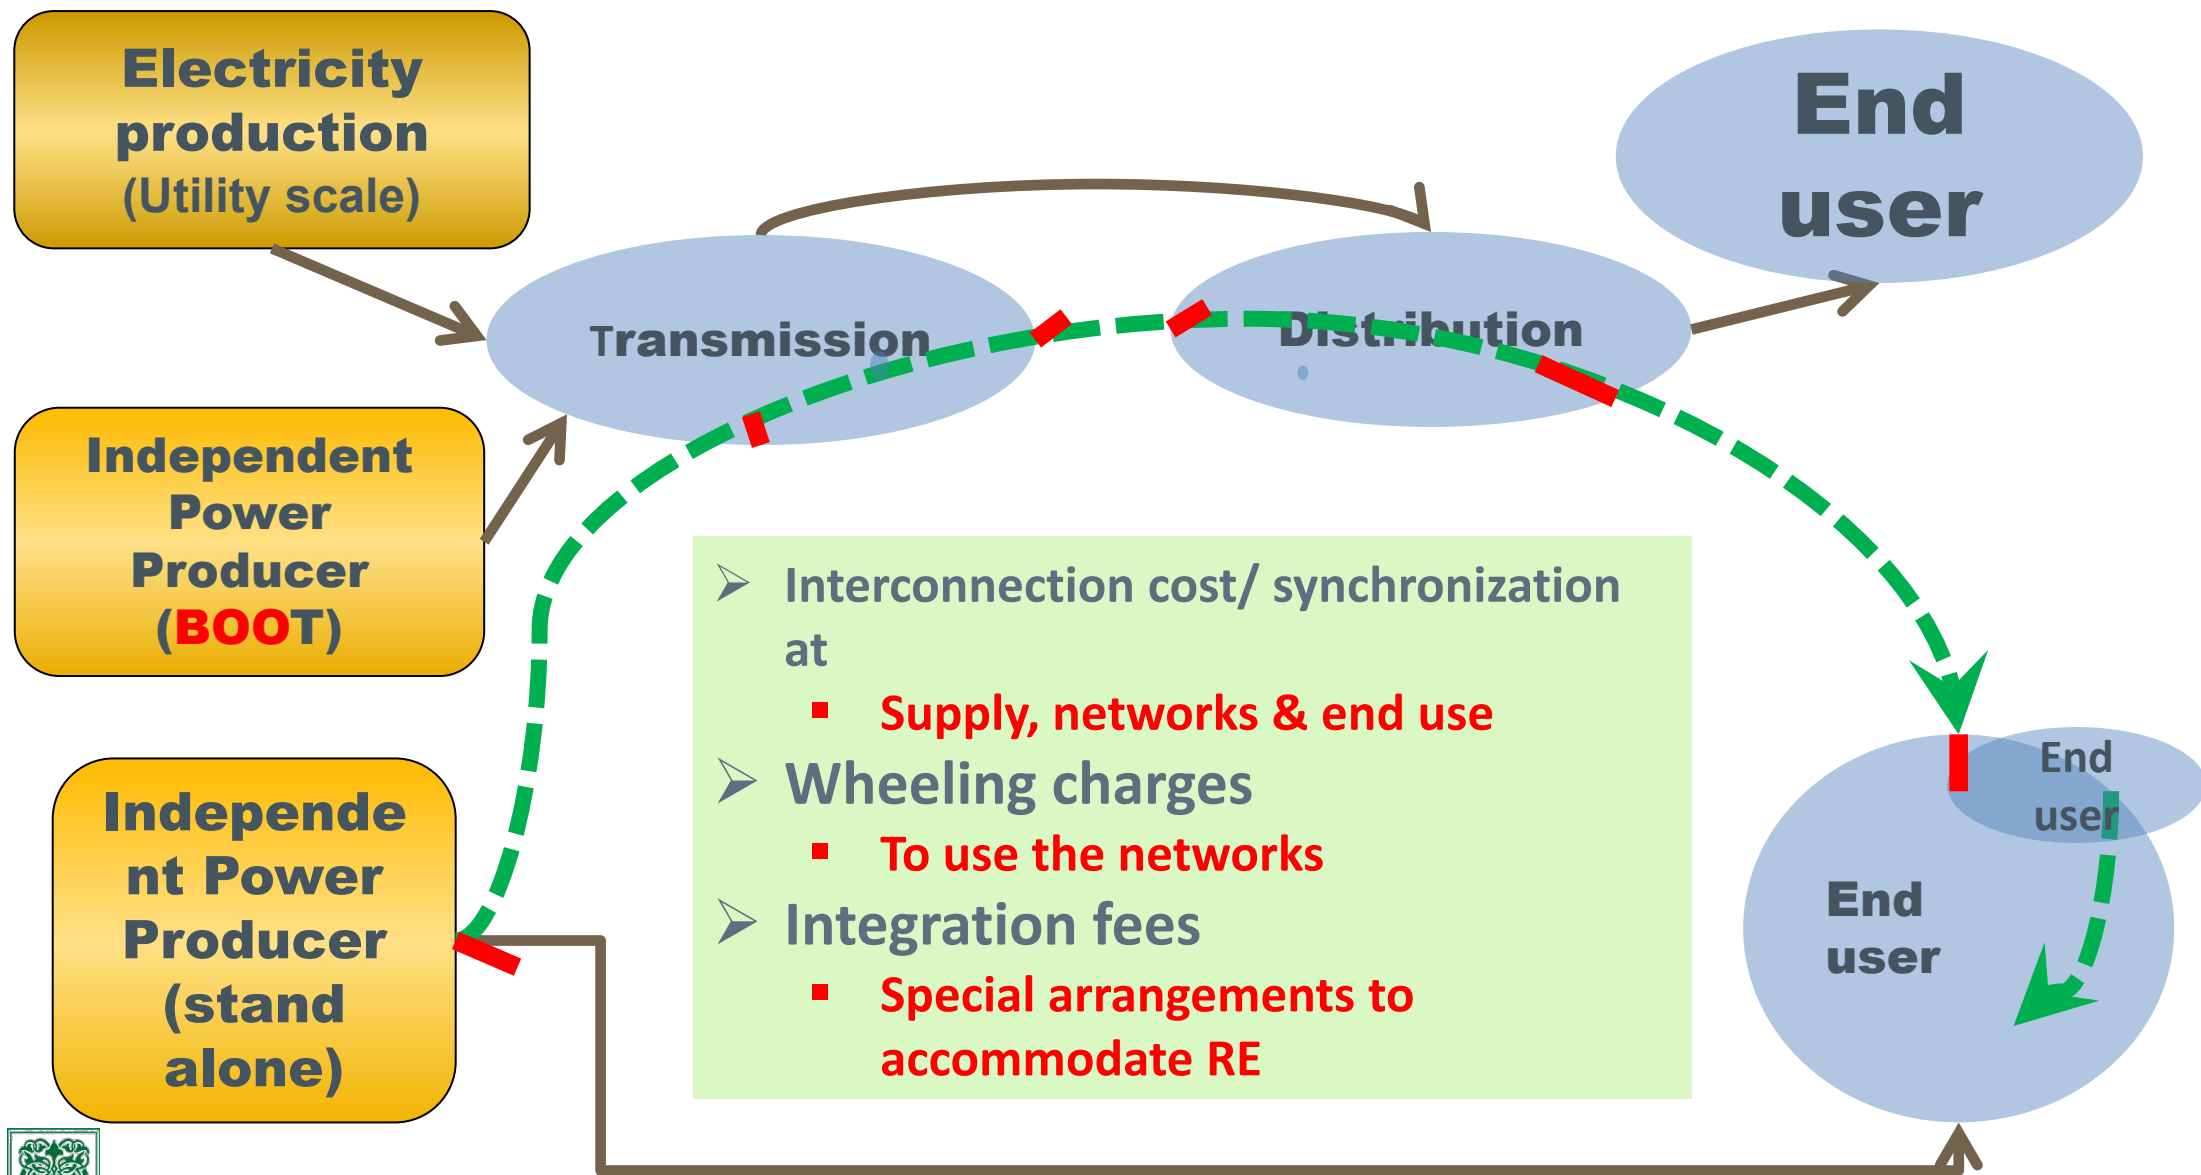 Electricity
production
(Utility scale)
End
user
Transmission
Distribution
Independent
Power
Producer
(BOOT)
Interconnection cost/ synchronization
at
Supply, networks & end use
Wheeling charges
To use the networks
Integration fees
Special arrangements to
accommodate RE
Independe
nt Power
Producer
(stand
alone)
End
user
End
user